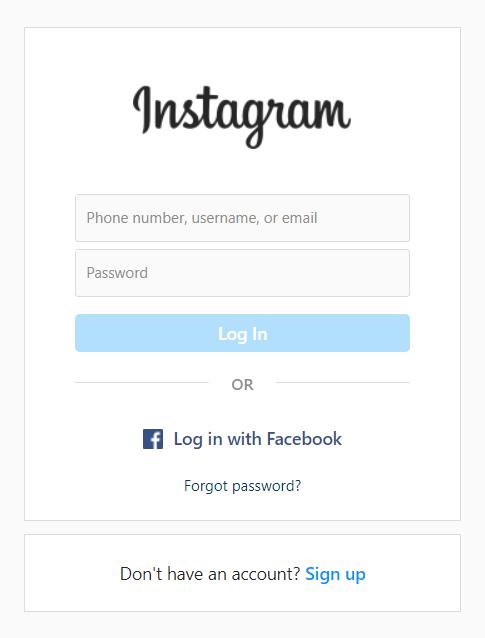 Instagram
Phone number, username, or email
Password
Log In
OR
Log in with Facebook
Forgot password?
Don't have an account? Sign up